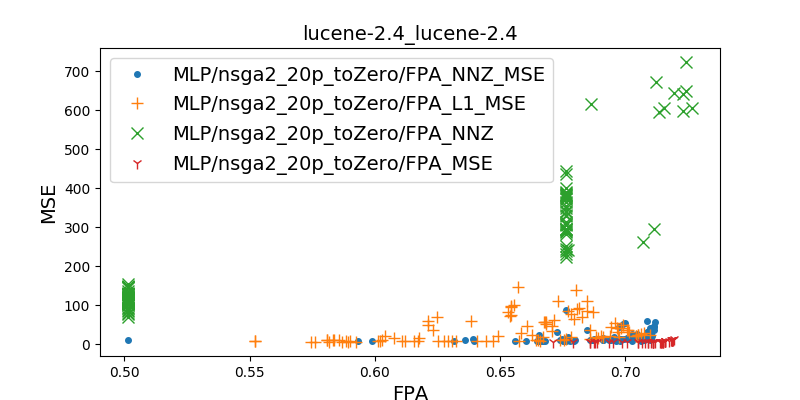 lucene-2.4_lucene-2.4
MLP/nsga2_20p_toZero/FPA_NNZ_MSE
MLP/nsga2_20p_toZero/FPA_L1_MSE
MLP/nsga2_20p_toZero/FPA_NNZ
MLP/nsga2_20p_toZero/FPA_MSE
MSE
700
600
500
400
300
200
100
0
0.50 0.55 0.60 0.65 0.70
FPA